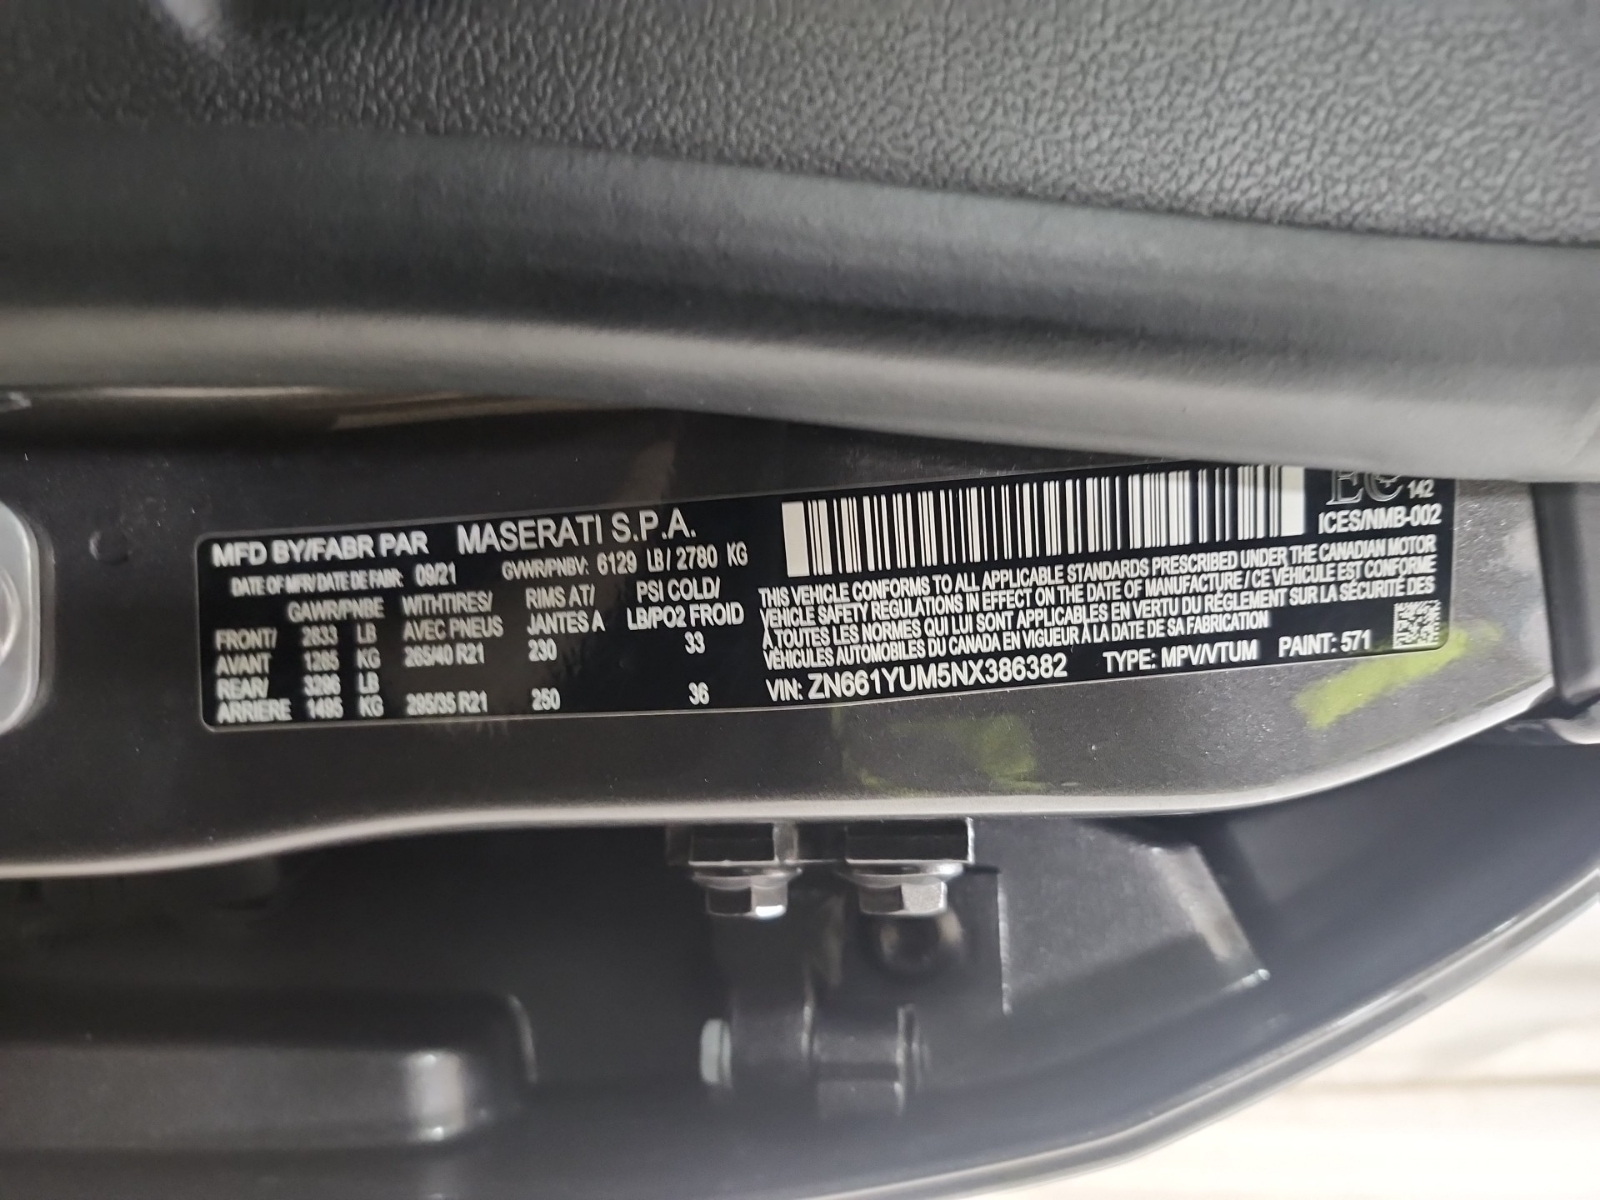 MFD BY/FABR PAR MASERATI S.P.A.
DATE OF MFR/DATE DE FABR: 09/21 GVWR/PNBV: 6129 LB / 2780 KG
GAWR/PNBE WITHTIRES/ RIMS AT/ PSI COLD/
FRONT/ 2833 LB AVEC PNEUS JANTES A LB/PO2 FROID
AVANT 1285 KG 265/40 R21 230 33
REAR/ 3296 LB
ARRIERE 1495 KG 295/35 R21 250 36
EC 142
ICES/NMB-002
THIS VEHICLE CONFORMS TO ALL APPLICABLE STANDARDS PRESCRIBED UNDER THE CANADIAN MOTOR
VEHICLE SAFETY REGULATIONS IN EFFECT ON THE DATE OF MANUFACTURE / CE VÉHICULE EST CONFORME
À TOUTES LES NORMES QUI LUI SONT APPLICABLES EN VERTU DU RÈGLEMENT SUR LA SÉCURITÉ DES
VÉHICULES AUTOMOBILES DU CANADA EN VIGUEUR À LA DATE DE SA FABRICATION
VIN: ZN661YUM5NX386382 TYPE: MPV/VTUM PAINT: 571